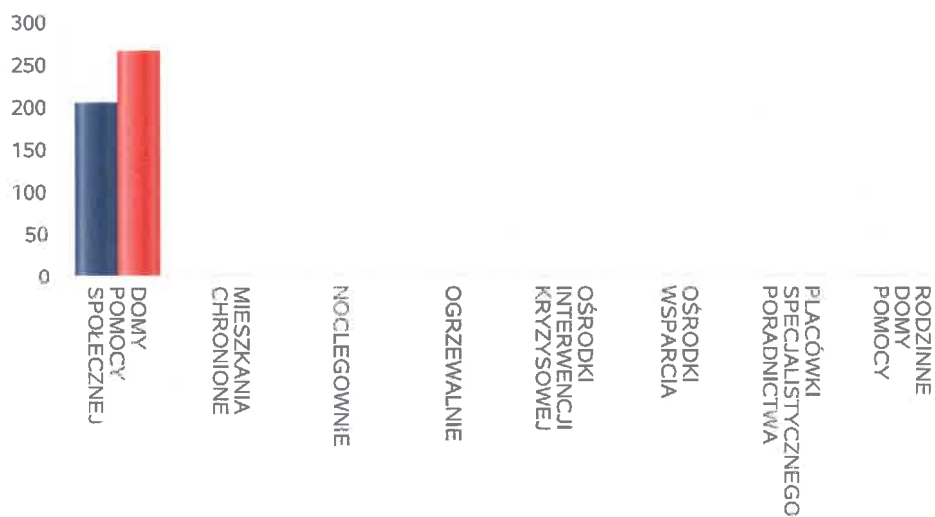 300
250
200
150
100
50
0
DOMY
POMOCY
SPOŁECZNEJ
MIESZKANIA
CHRONIONE
NOCLEGOWNIE
OGRZEWALNIE
OŚRODKI
INTERWENCJI
KRYZYSOWEJ
OŚRODKI
WSPARCIA
PLACÓWKI
SPECJALISTYCZNEGO
PORADNICTWA
RODZINNE
DOMY
POMOCY